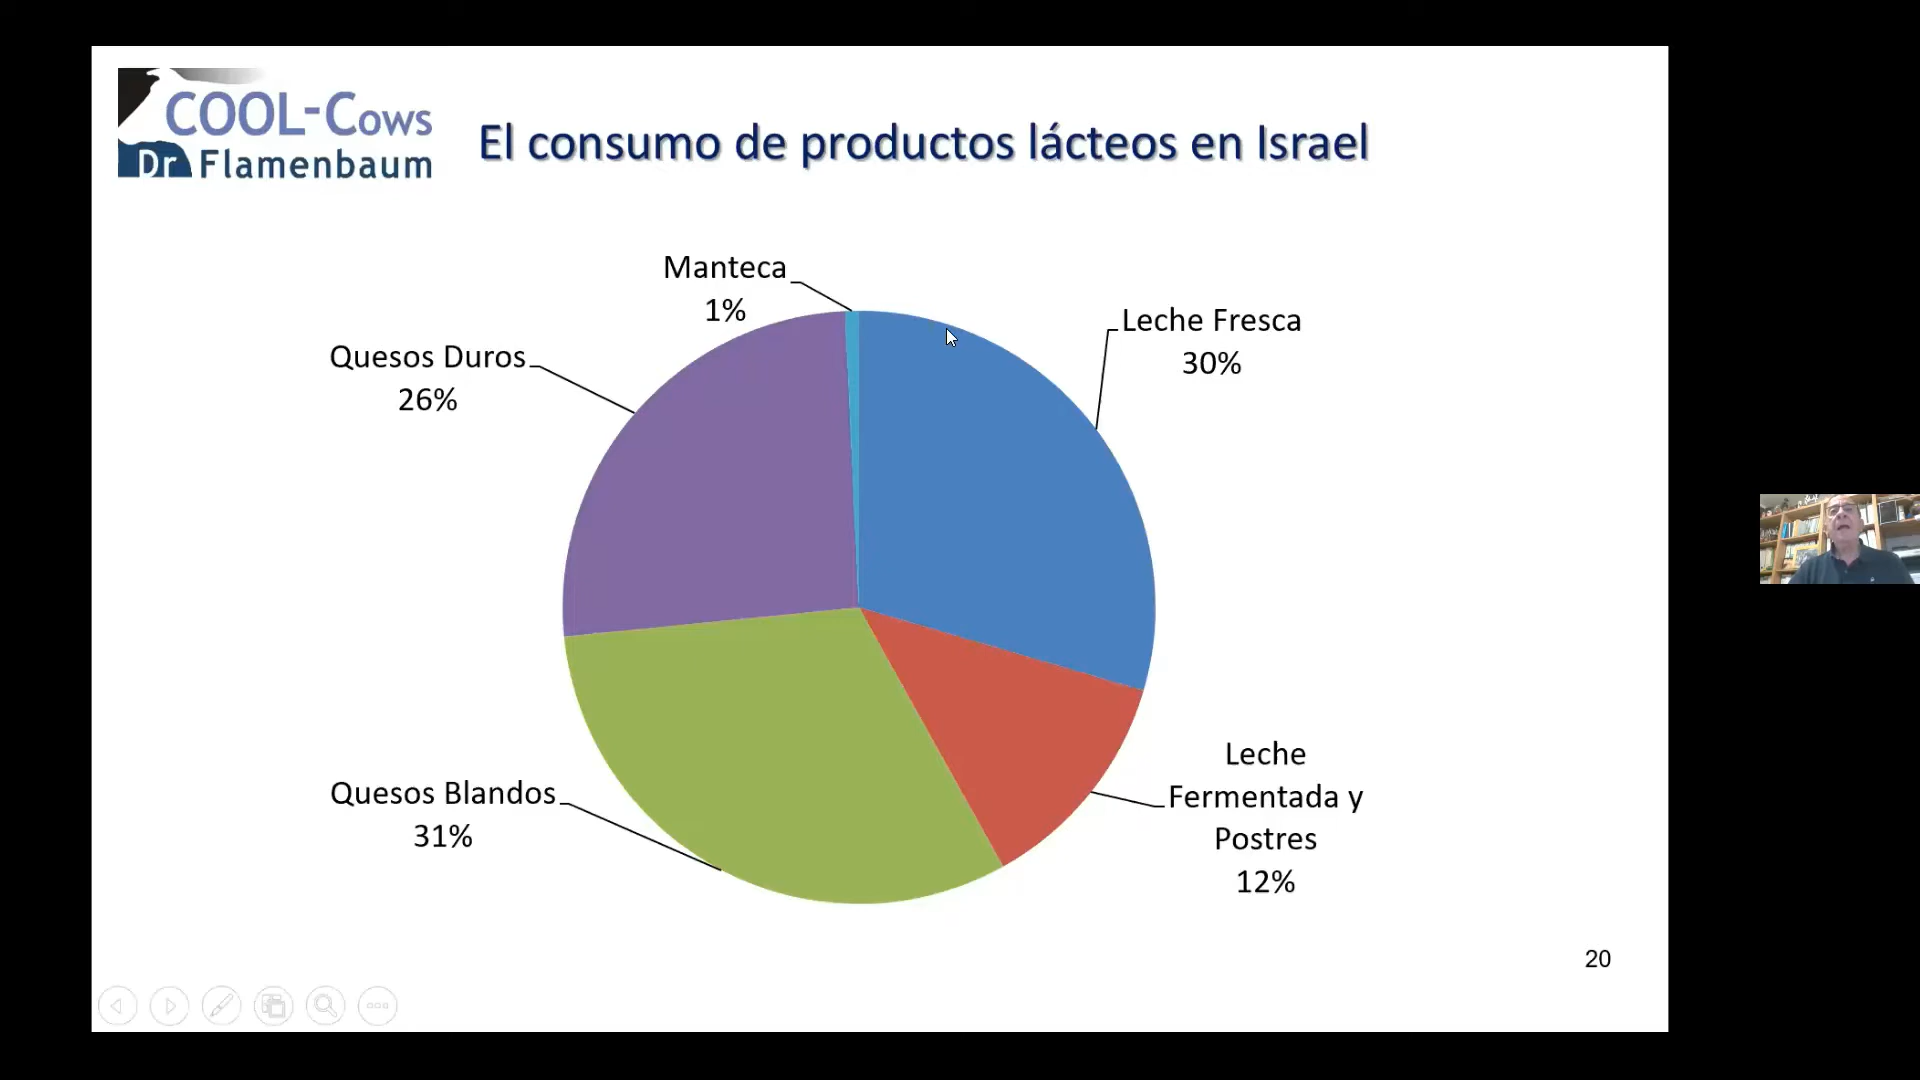 COOL-Cows
Dr Flamenbaum
El consumo de productos lácteos en Israel
Manteca
1%
Leche Fresca
30%
Quesos Duros
26%
Leche
Fermentada y
Postres
12%
Quesos Blandos
31%
20